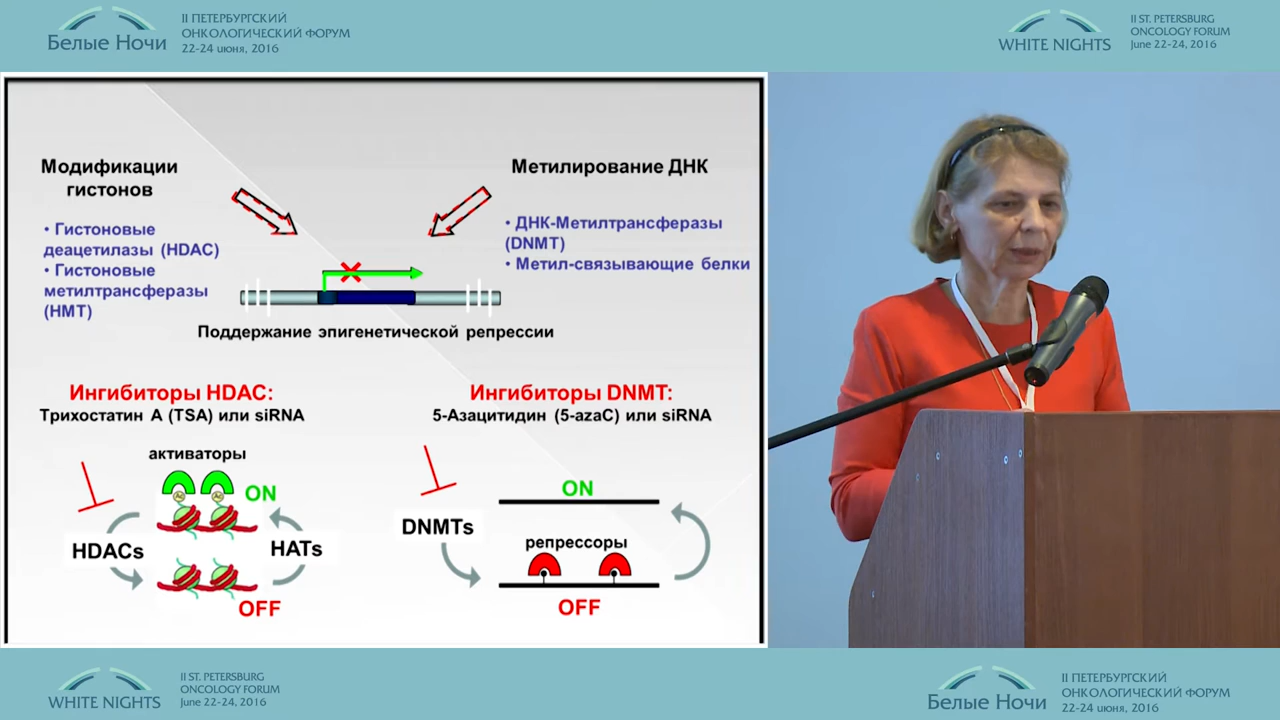 Белые Ночи
II ПЕТЕРБУРГСКИЙ
ОНКОЛОГИЧЕСКИЙ ФОРУМ
22-24 июня, 2016
WHITE NIGHTS
II ST. PETERSBURG
ONCOLOGY FORUM
June 22-24, 2016
Модификации
гистонов
• Гистоновые
деацетилазы (HDAC)
• Гистоновые
метилтрансферазы
(HMT)
Метилирование ДНК
• ДНК-Метилтрансферазы
(DNMT)
• Метил-связывающие белки
Поддержание эпигенетической репрессии
Ингибиторы HDAC:
Трихостатин А (TSA) или siRNA
активаторы
Ac Ac
ON
HDACs
HATs
OFF
Ингибиторы DNMT:
5-Азацитидин (5-azaC) или siRNA
ON
DNMTs
репрессоры
OFF
WHITE NIGHTS
II ST. PETERSBURG
ONCOLOGY FORUM
June 22-24, 2016
Белые Ночи
II ПЕТЕРБУРГСКИЙ
ОНКОЛОГИЧЕСКИЙ ФОРУМ
22-24 июня, 2016